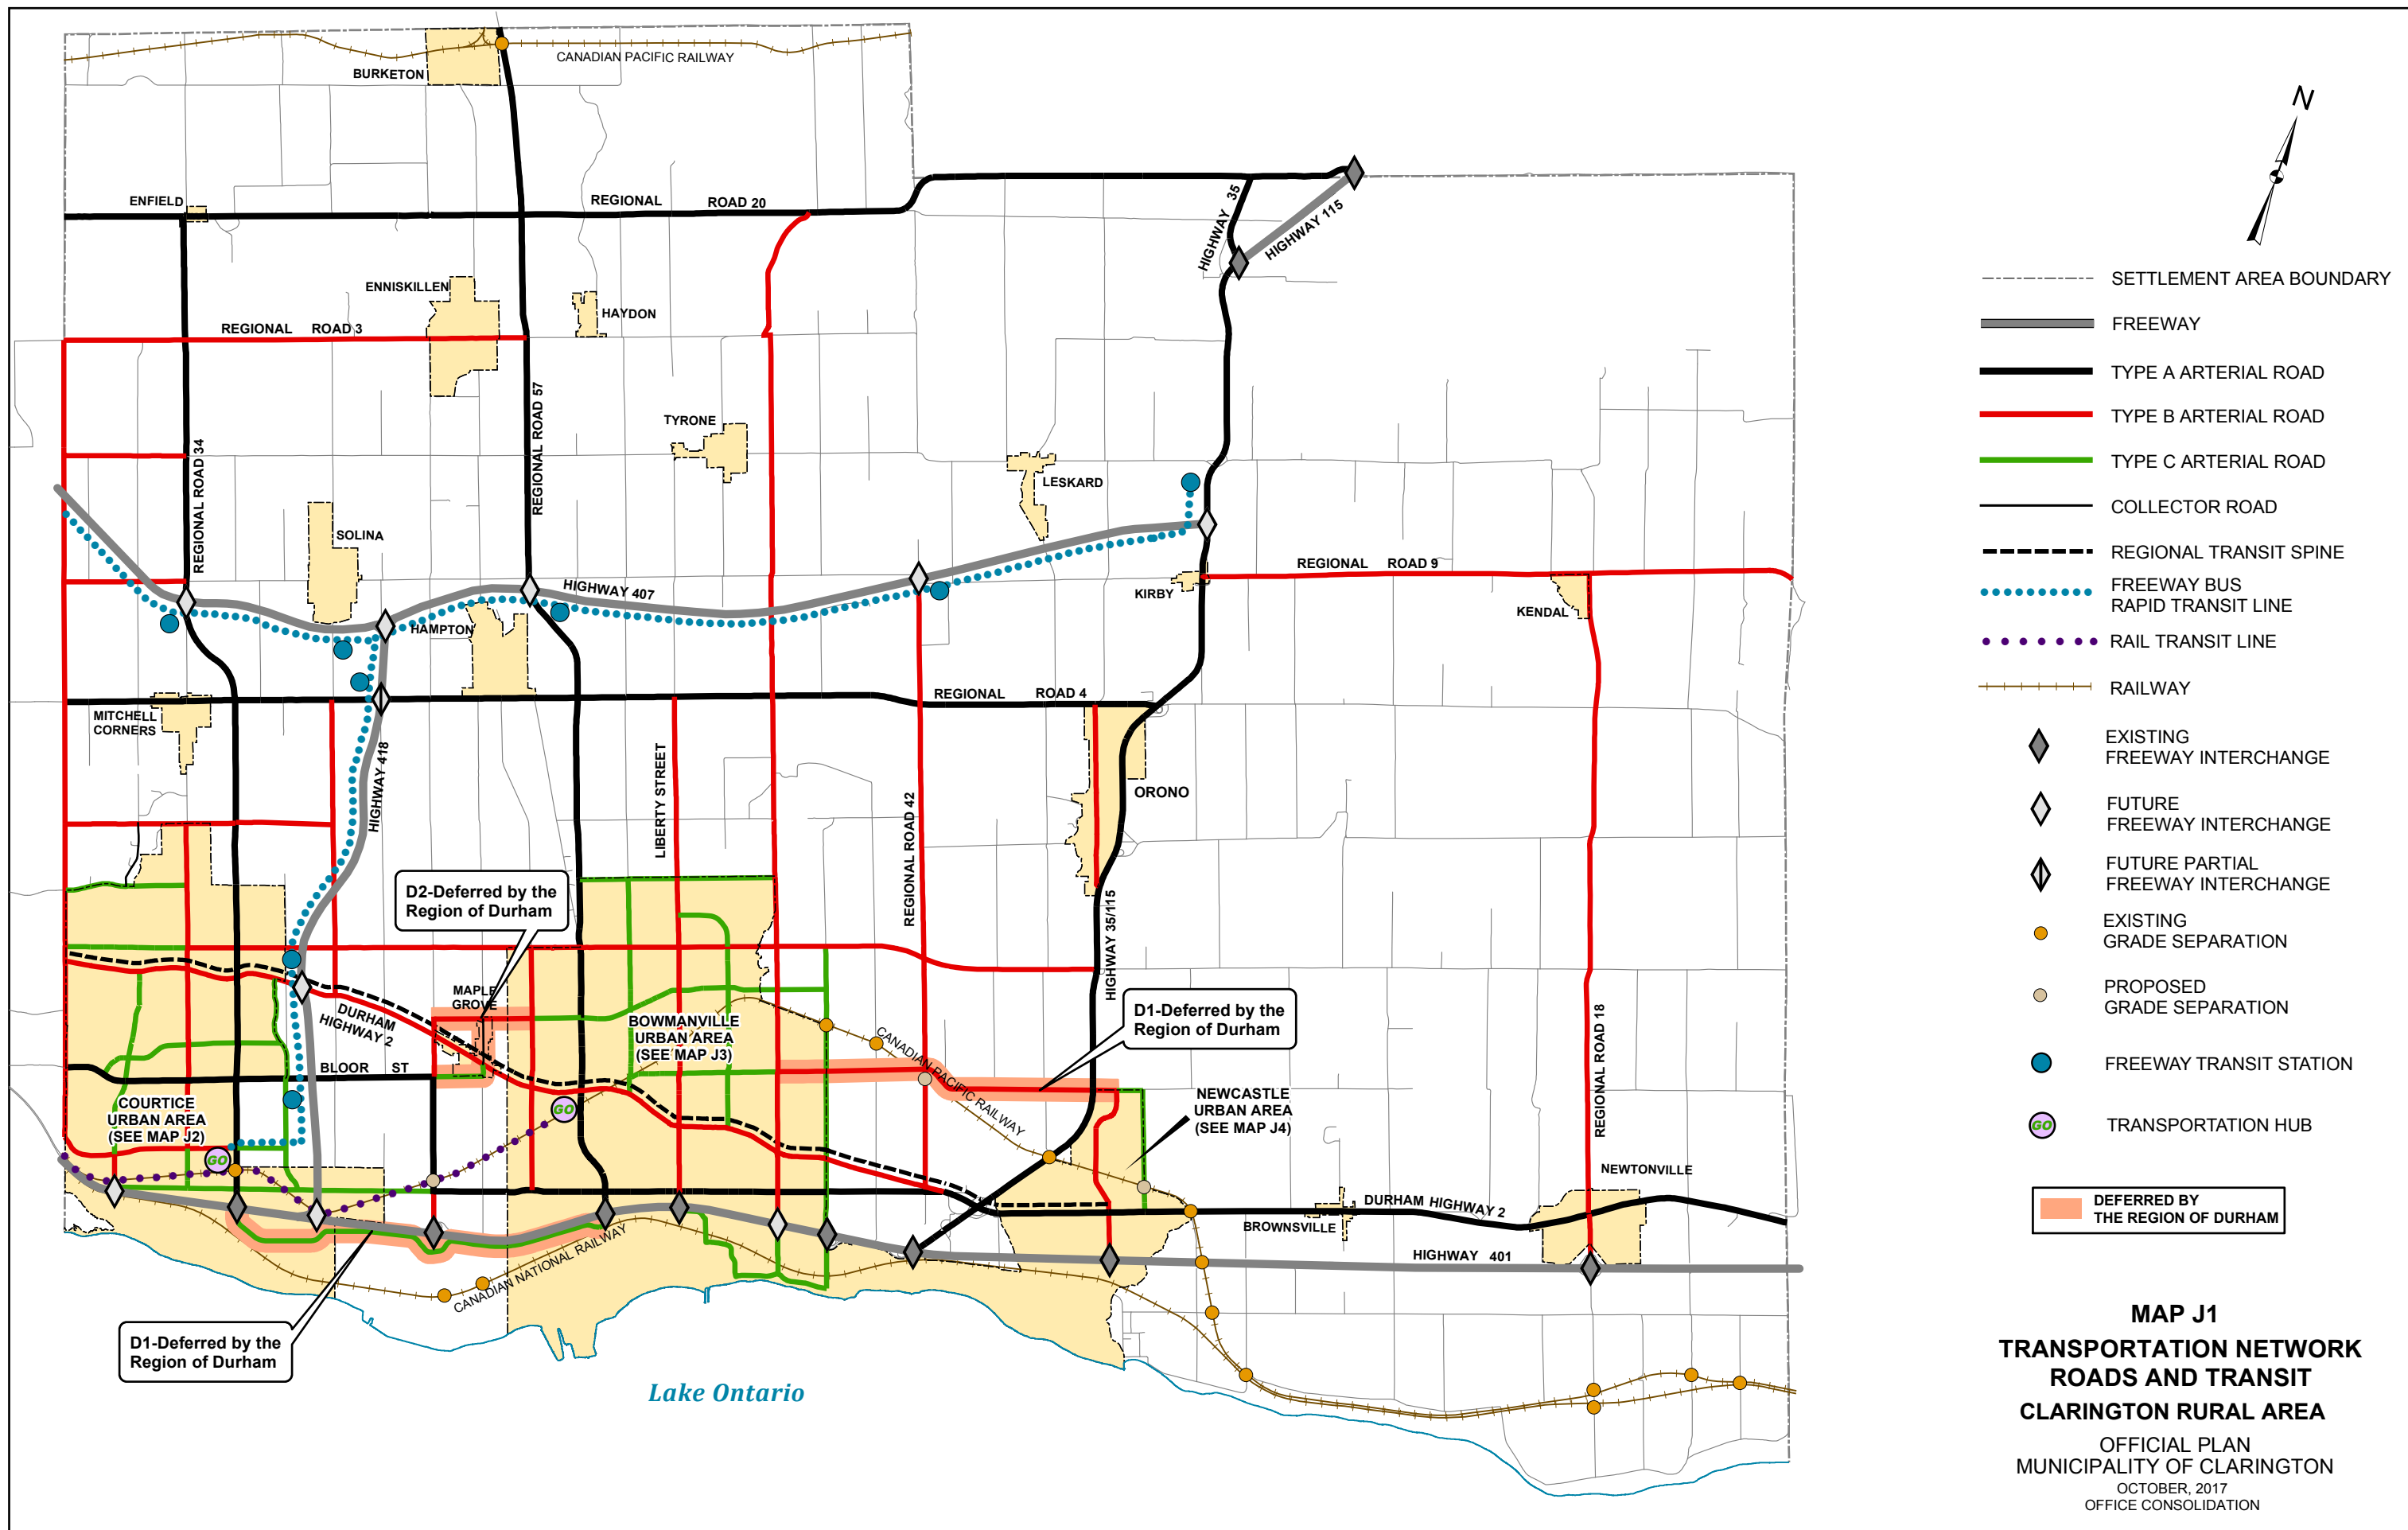 BURKETON
CANADIAN PACIFIC RAILWAY
ENFIELD
REGIONAL ROAD 20
HIGHWAY 35
HIGHWAY 115
ENNISKILLEN
HAYDON
REGIONAL ROAD 3
REGIONAL ROAD 57
TYRONE
REGIONAL ROAD 34
LESKARD
SOLINA
HIGHWAY 407
REGIONAL ROAD 9
KIRBY
KENDAL
HAMPTON
REGIONAL ROAD 4
MITCHELL
CORNERS
HIGHWAY 418
LIBERTY STREET
REGIONAL ROAD 42
ORONO
D2-Deferred by the
Region of Durham
HIGHWAY 35/115
MAPLE
GROVE
DURHAM
HIGHWAY 2
BOWMANVILLE
URBAN AREA
(SEE MAP J3)
CANADIAN PACIFIC RAILWAY
D1-Deferred by the
Region of Durham
REGIONAL ROAD 18
BLOOR ST
COURTICE
URBAN AREA
(SEE MAP J2)
GO
GO
NEWCASTLE
URBAN AREA
(SEE MAP J4)
NEWTONVILLE
DURHAM HIGHWAY 2
BROWNSVILLE
HIGHWAY 401
CANADIAN NATIONAL RAILWAY
D1-Deferred by the
Region of Durham
Lake Ontario
N
SETTLEMENT AREA BOUNDARY
FREEWAY
TYPE A ARTERIAL ROAD
TYPE B ARTERIAL ROAD
TYPE C ARTERIAL ROAD
COLLECTOR ROAD
REGIONAL TRANSIT SPINE
FREEWAY BUS
RAPID TRANSIT LINE
RAIL TRANSIT LINE
RAILWAY
EXISTING
FREEWAY INTERCHANGE
FUTURE
FREEWAY INTERCHANGE
FUTURE PARTIAL
FREEWAY INTERCHANGE
EXISTING
GRADE SEPARATION
PROPOSED
GRADE SEPARATION
FREEWAY TRANSIT STATION
GO
TRANSPORTATION HUB
DEFERRED BY
THE REGION OF DURHAM
MAP J1
TRANSPORTATION NETWORK
ROADS AND TRANSIT
CLARINGTON RURAL AREA
OFFICIAL PLAN
MUNICIPALITY OF CLARINGTON
OCTOBER, 2017
OFFICE CONSOLIDATION